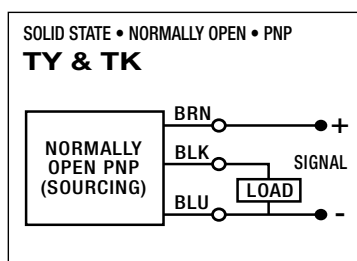 SOLID STATE • NORMALLY OPEN • PNP
TY & TK
BRN
+
NORMALLY
OPEN PNP
(SOURCING)
BLK
SIGNAL
LOAD
BLU
-